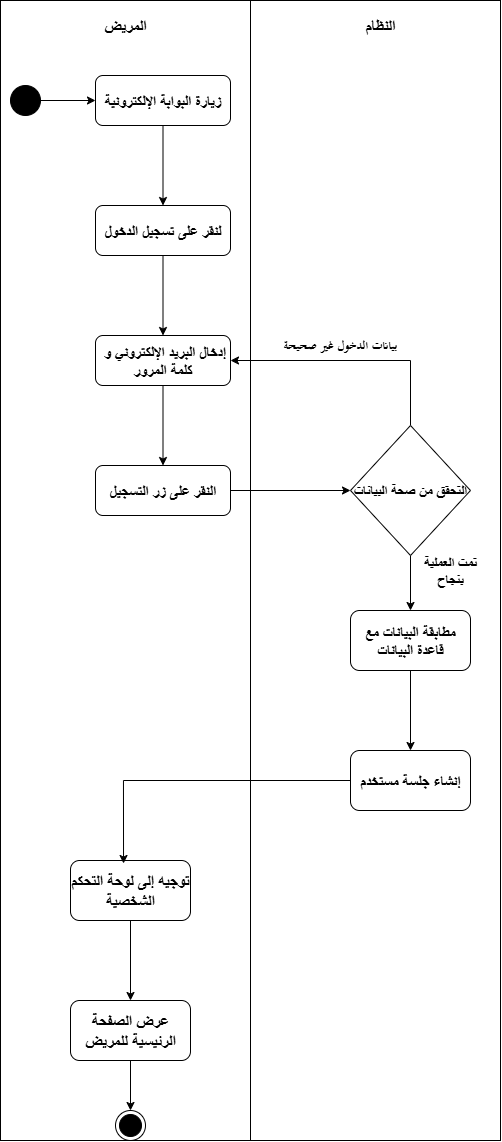 المريض
النظام
زيارة البوابة الإلكترونية
لنقر على تسجيل الدخول
إدخال البريد الإلكتروني و
كلمة المرور
بيانات الدخول غير صحيحة
النقر على زر التسجيل
التحقق من صحة البيانات
تمت العملية
بنجاح
مطابقة البيانات مع
قاعدة البيانات
إنشاء جلسة مستخدم
توجيه إلى لوحة التحكم
الشخصية
عرض الصفحة
الرئيسية للمريض